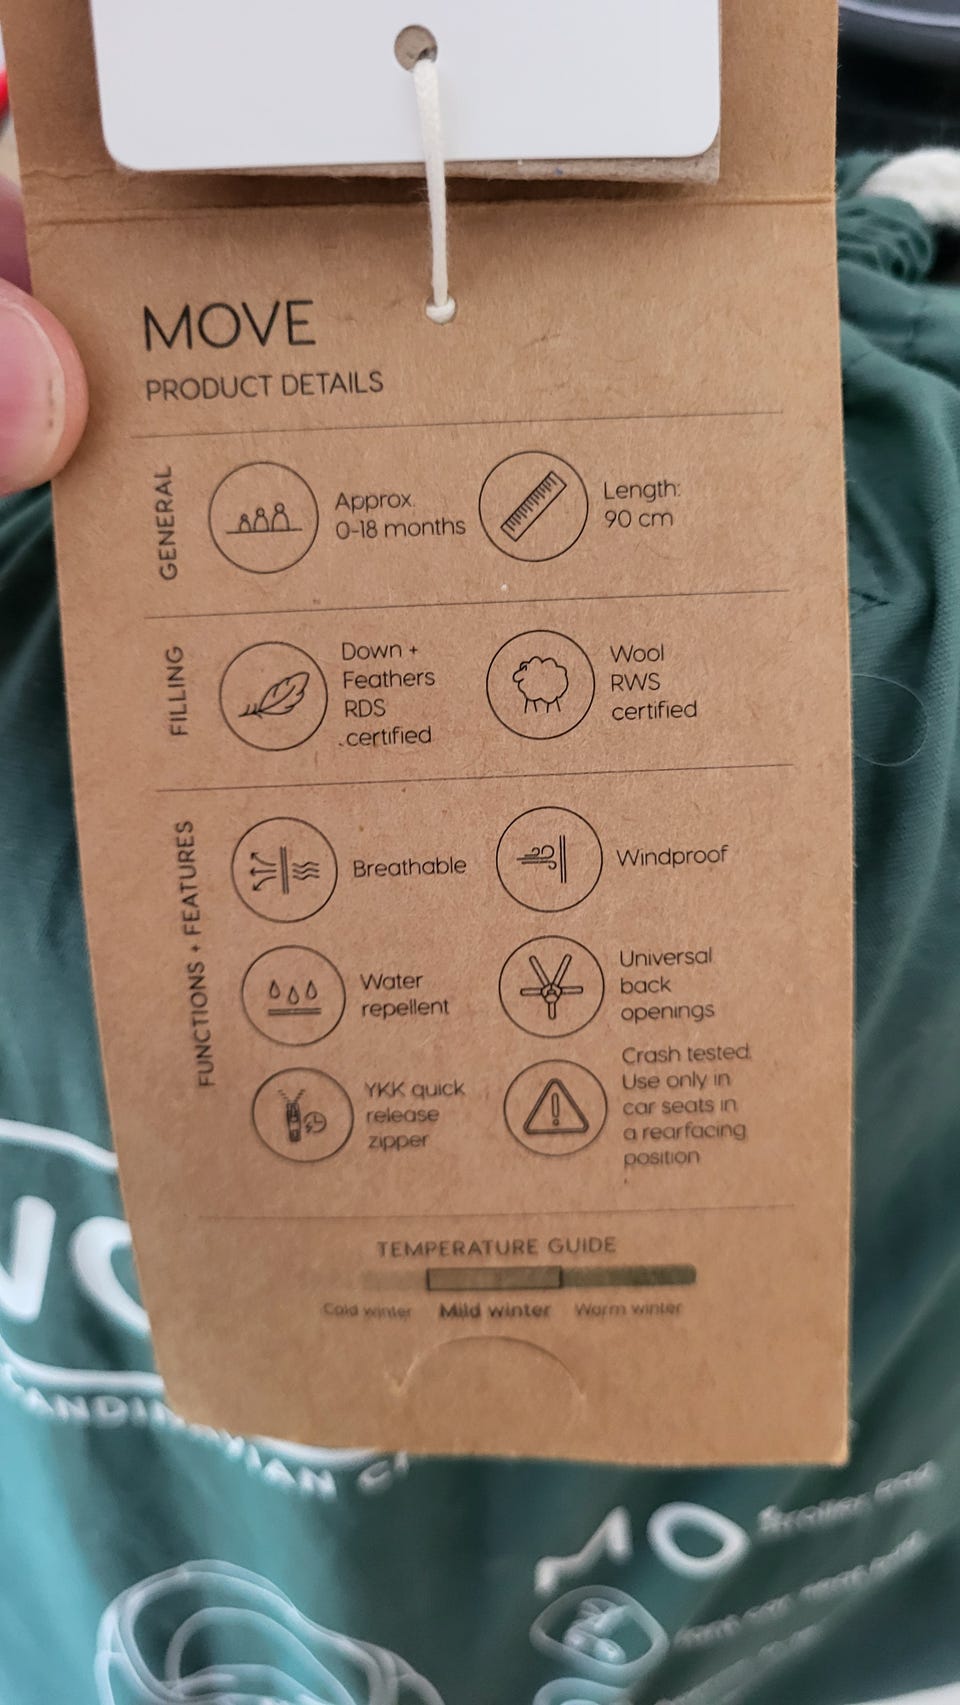 MOVE
PRODUCT DETAILS
GENERAL
Approx.
0-18 months
Length:
90 cm
FILLING
Down +
Feathers
RDS
certified
Wool
RWS
certified
FUNCTIONS + FEATURES
Breathable
Windproof
Water
repellent
Universal
back
openings
YKK quick
release
zipper
Crash tested.
Use only in
car seats in
a rearfacing
position
TEMPERATURE GUIDE
Cold winter
Mild winter
Warm winter